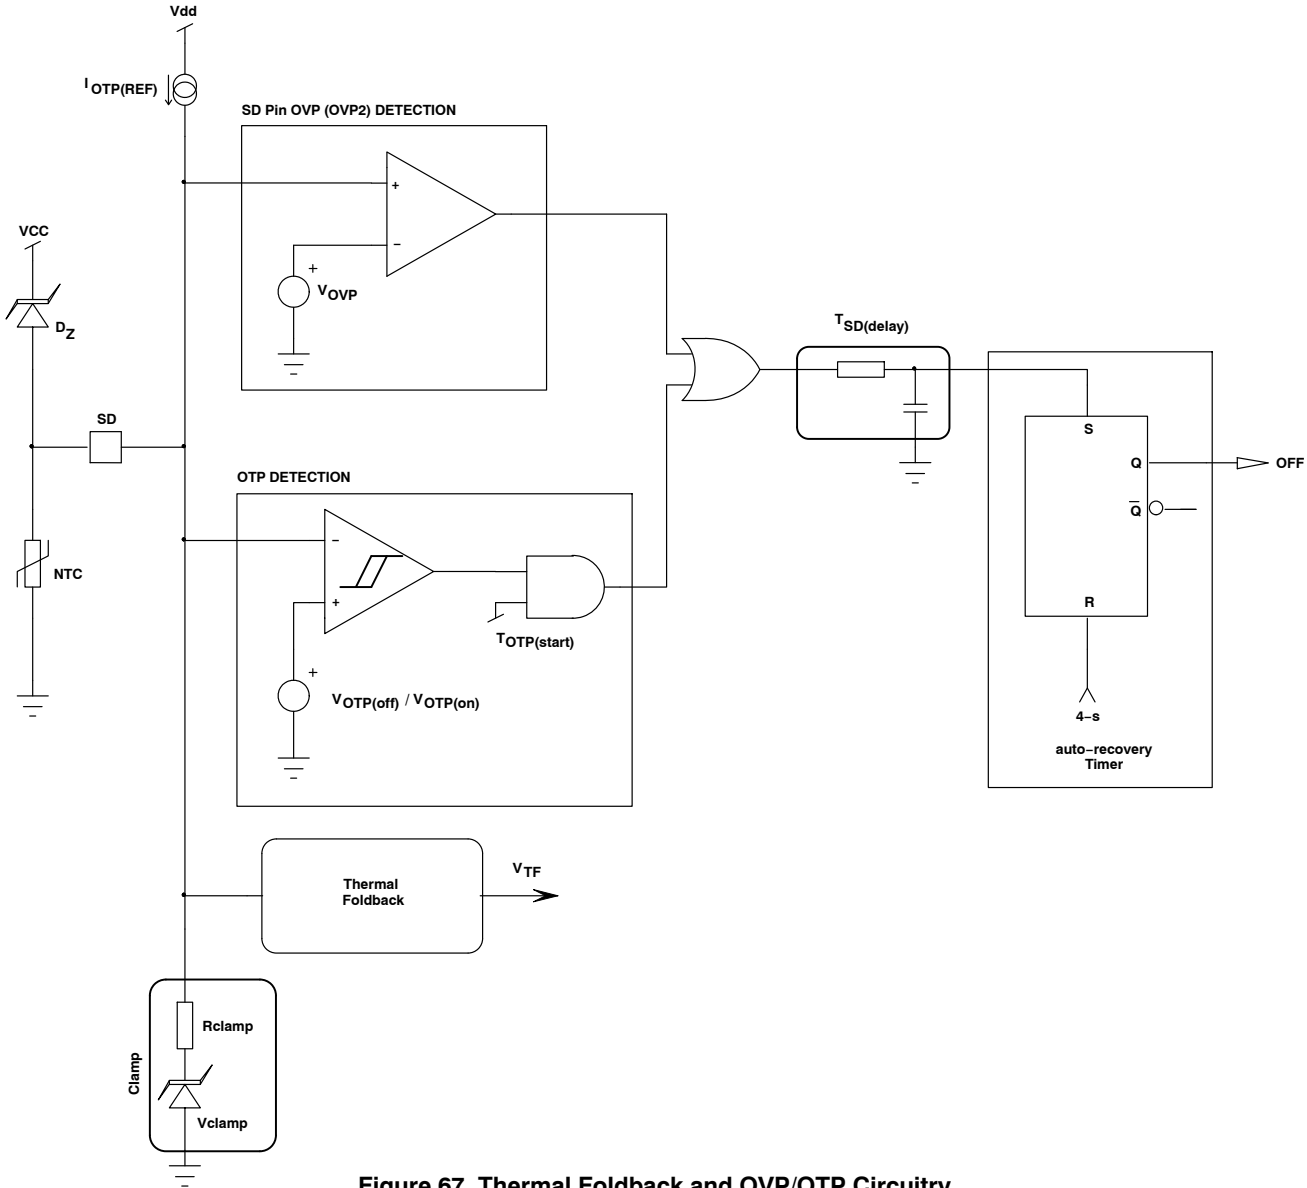 Vdd
I OTP(REF)
SD Pin OVP (OVP2) DETECTION
+
−
+
VOVP
VCC
DZ
SD
NTC
TSD(delay)
S
Q
Q̅
R
OFF
4−s
auto−recovery
Timer
OTP DETECTION
−
+
TOTP(start)
+
VOTP(off) / VOTP(on)
Thermal
Foldback
VTF
Clamp
Rclamp
Vclamp
Figure 67. Thermal Foldback and OVP/OTP Circuitry